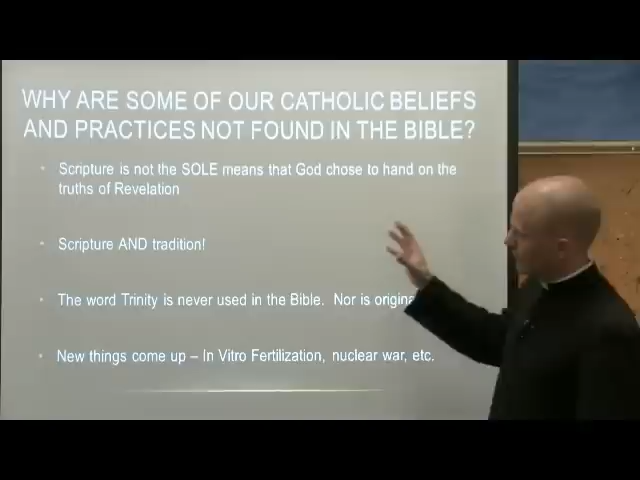 WHY ARE SOME OF OUR CATHOLIC BELIEFS
AND PRACTICES NOT FOUND IN THE BIBLE?
• Scripture is not the SOLE means that God chose to hand on the
truths of Revelation
• Scripture AND tradition!
• The word Trinity is never used in the Bible. Nor is
• New things come up – In Vitro Fertilization, nuclear war, etc.